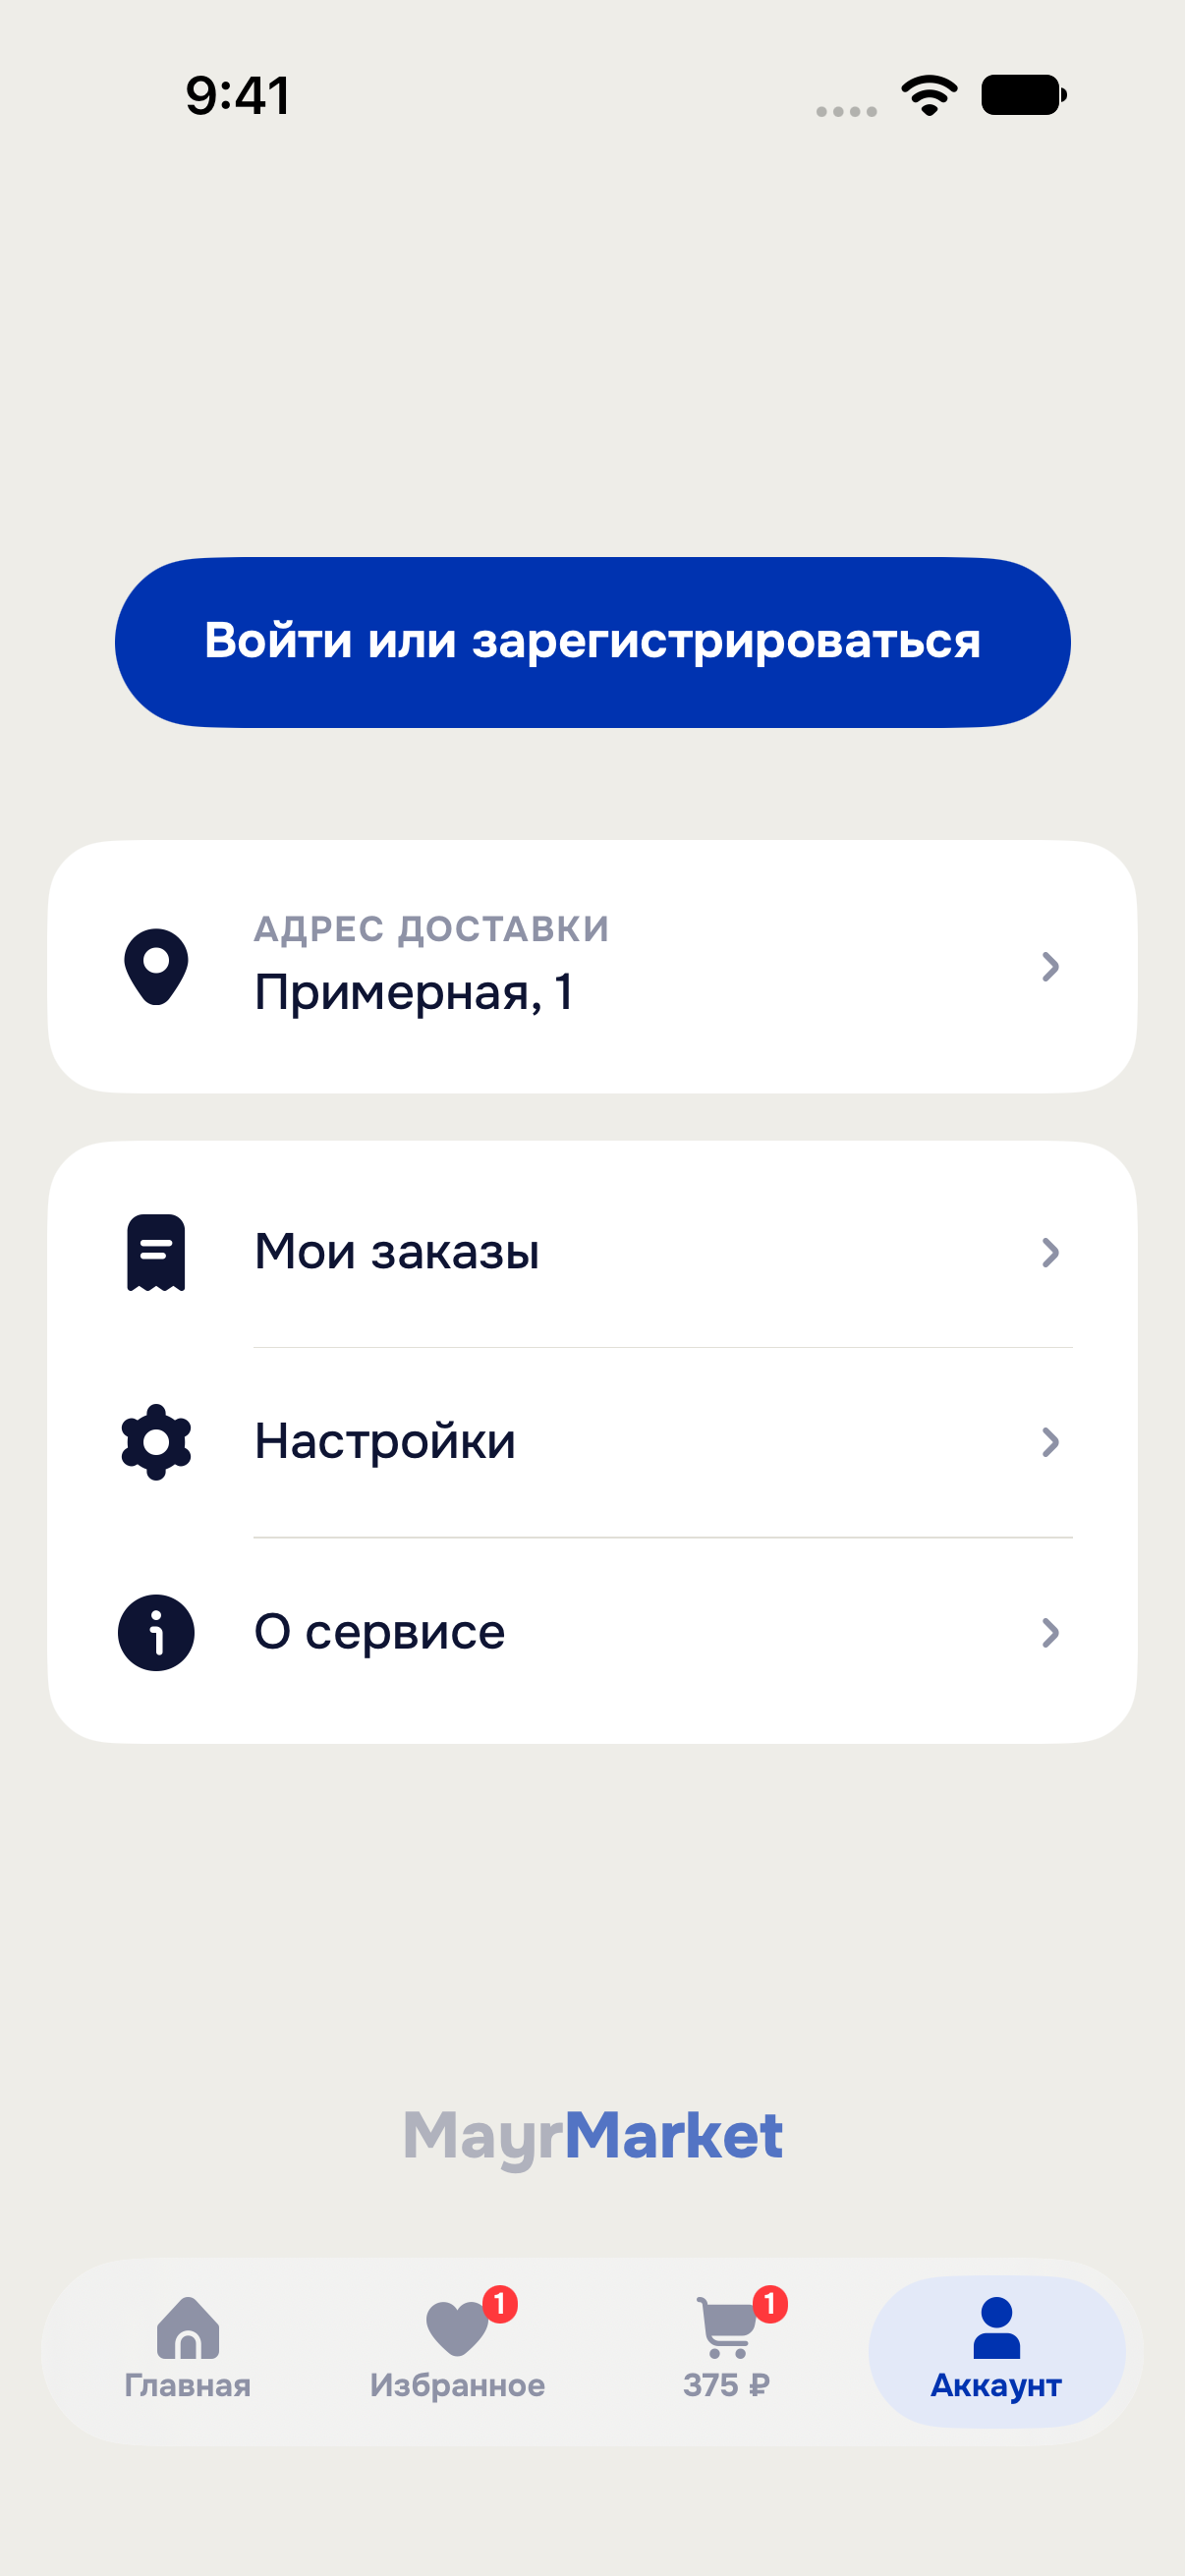 9:41
Войти или зарегистрироваться
АДРЕС ДОСТАВКИ
Примерная, 1
Мои заказы
Настройки
О сервисе
MayrMarket
1
1
Главная
Избранное
375 ₽
Аккаунт